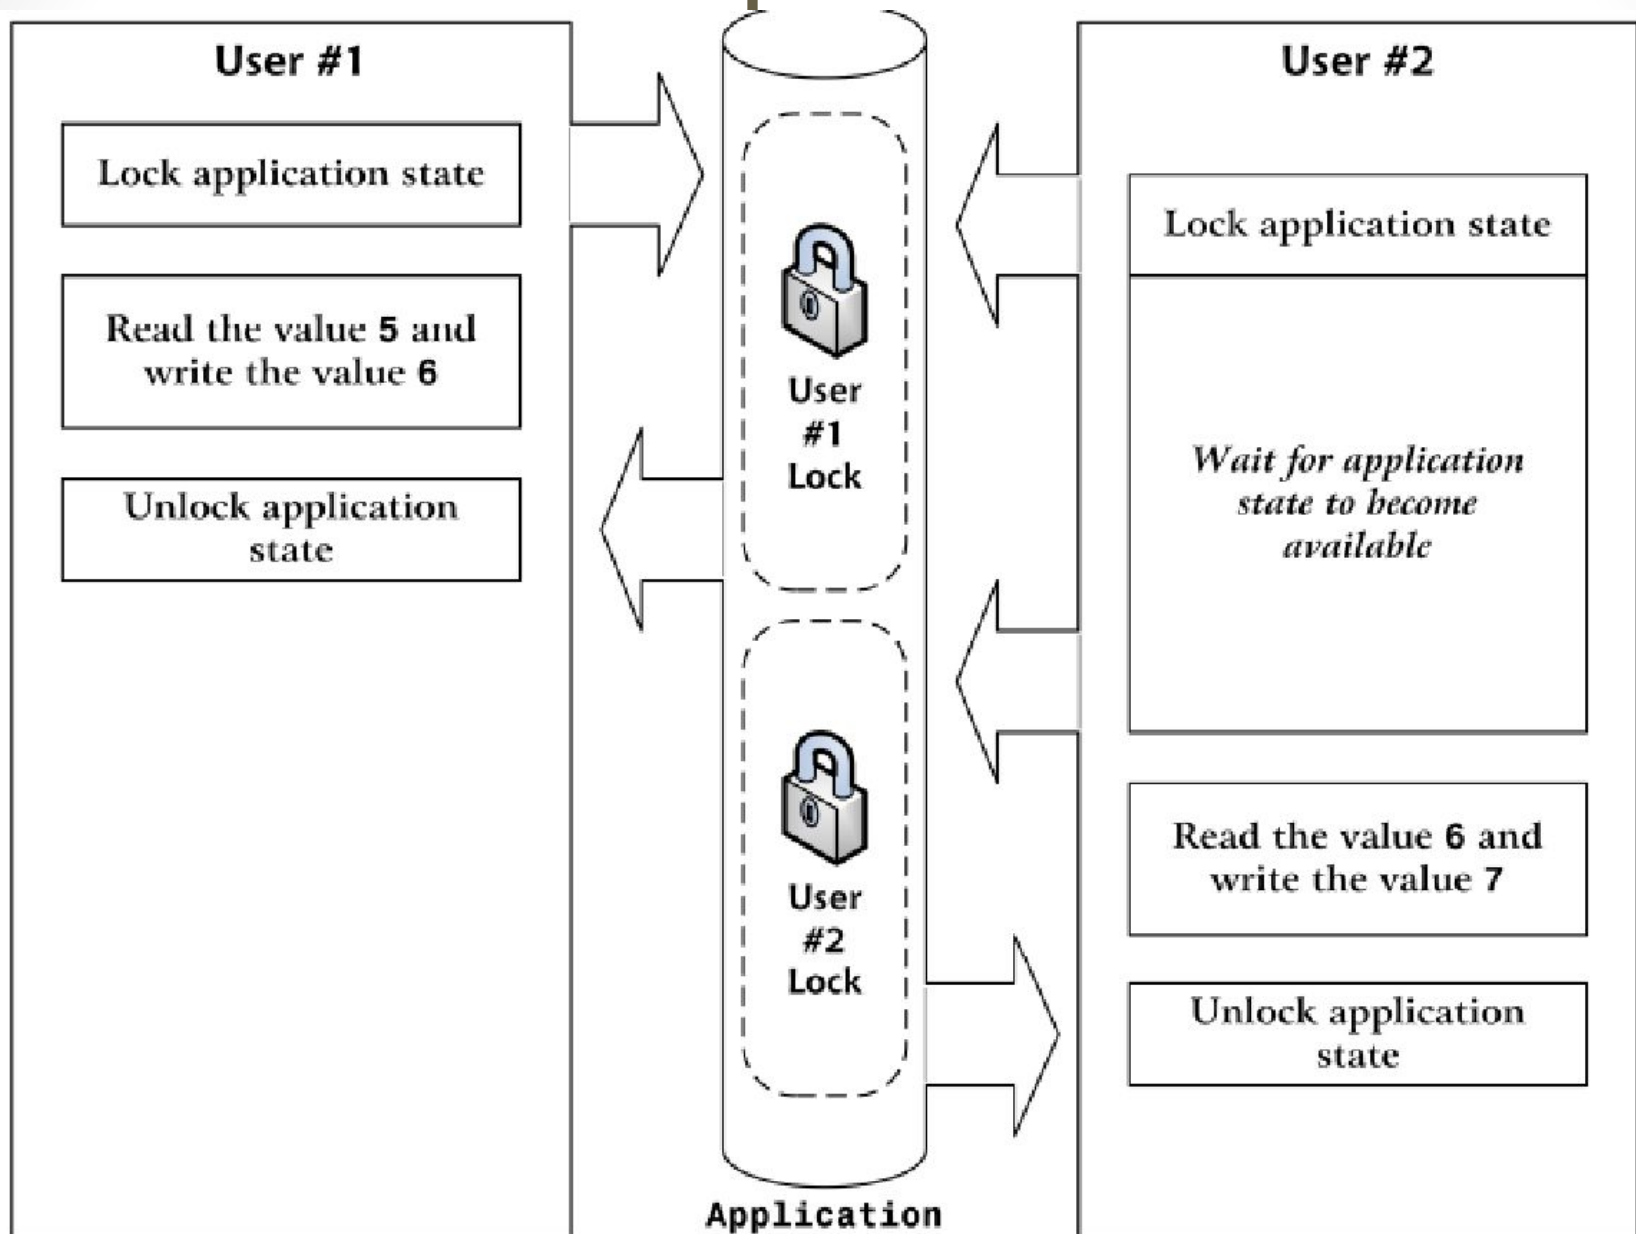 User #1
Lock application state
Read the value 5 and
write the value 6
Unlock application
state
User
#1
Lock
User
#2
Lock
Application
User #2
Lock application state
Wait for application
state to become
available
Read the value 6 and
write the value 7
Unlock application
state